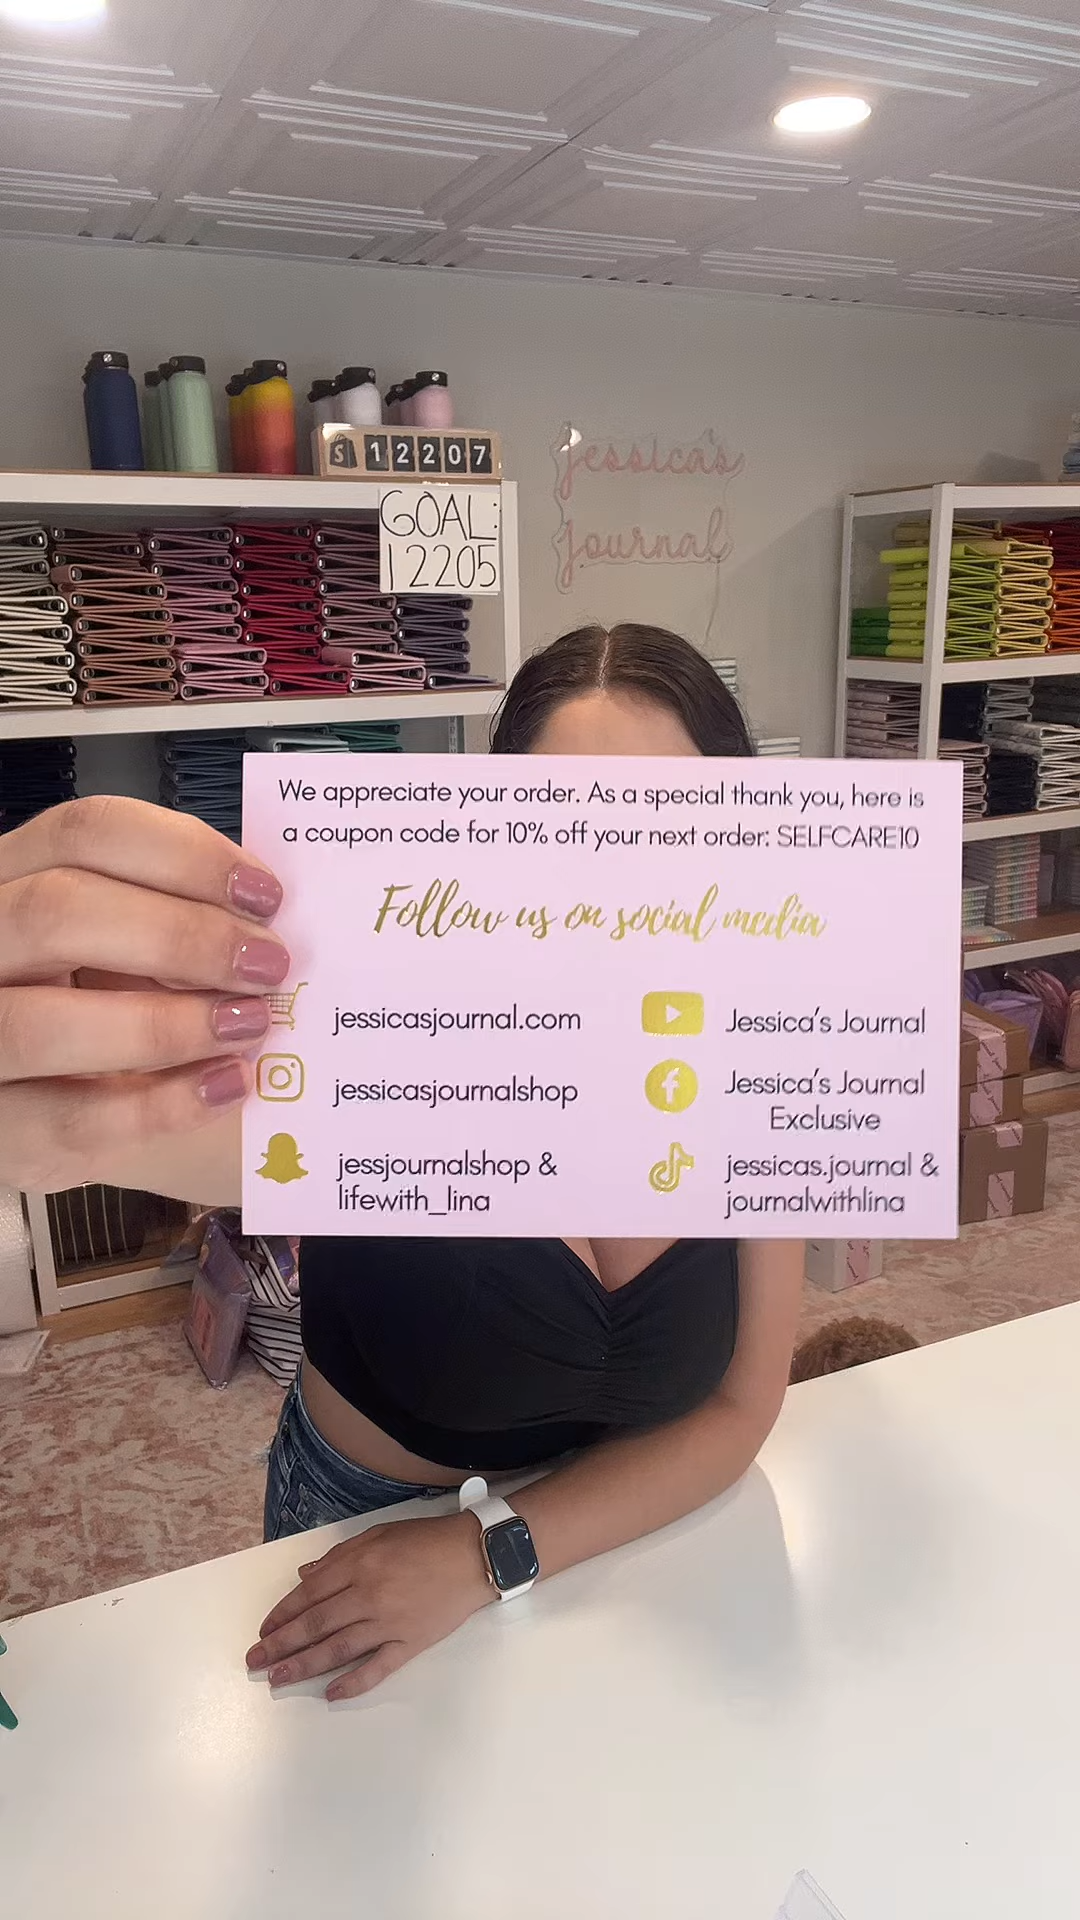 S 12207
GOAL:
12205
jessica's
journal
We appreciate your order. As a special thank you, here is
a coupon code for 10% off your next order: SELFCARE10
Follow us on social media
jessicasjournal.com
Jessica's Journal
jessicasjournalshop
Jessica's Journal
Exclusive
jessjournalshop &
lifewith_lina
jessicas.journal &
journalwithlina